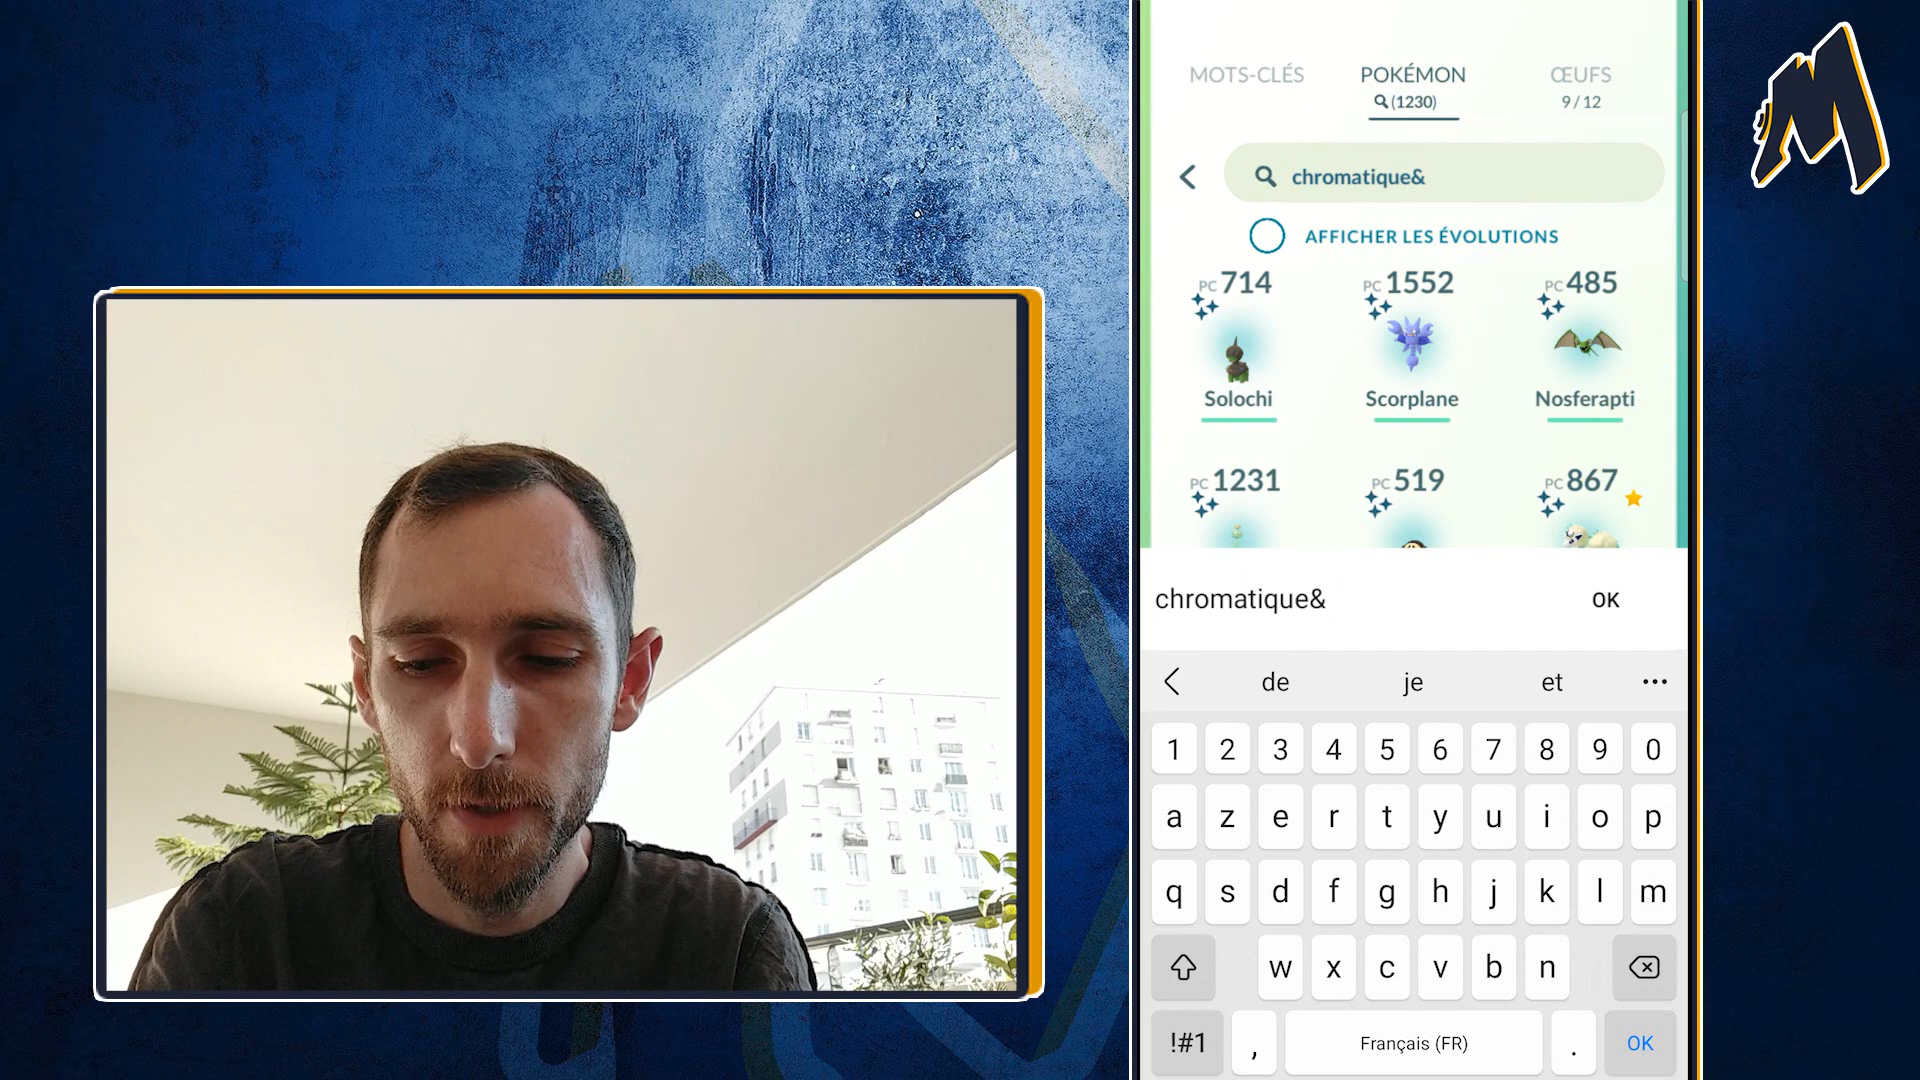 MOTS-CLÉS POKÉMON ŒUFS
(1230) 9 / 12
chromatique&
AFFICHER LES ÉVOLUTIONS
PC 714 PC 1552 PC 485
Solochi Scorplane Nosferapti
PC 1231 PC 519 PC 867
chromatique& OK
de je et
1 2 3 4 5 6 7 8 9 0
a z e r t y u i o p
q s d f g h j k l m
w x c v b n
!#1 , Français (FR) . OK
M